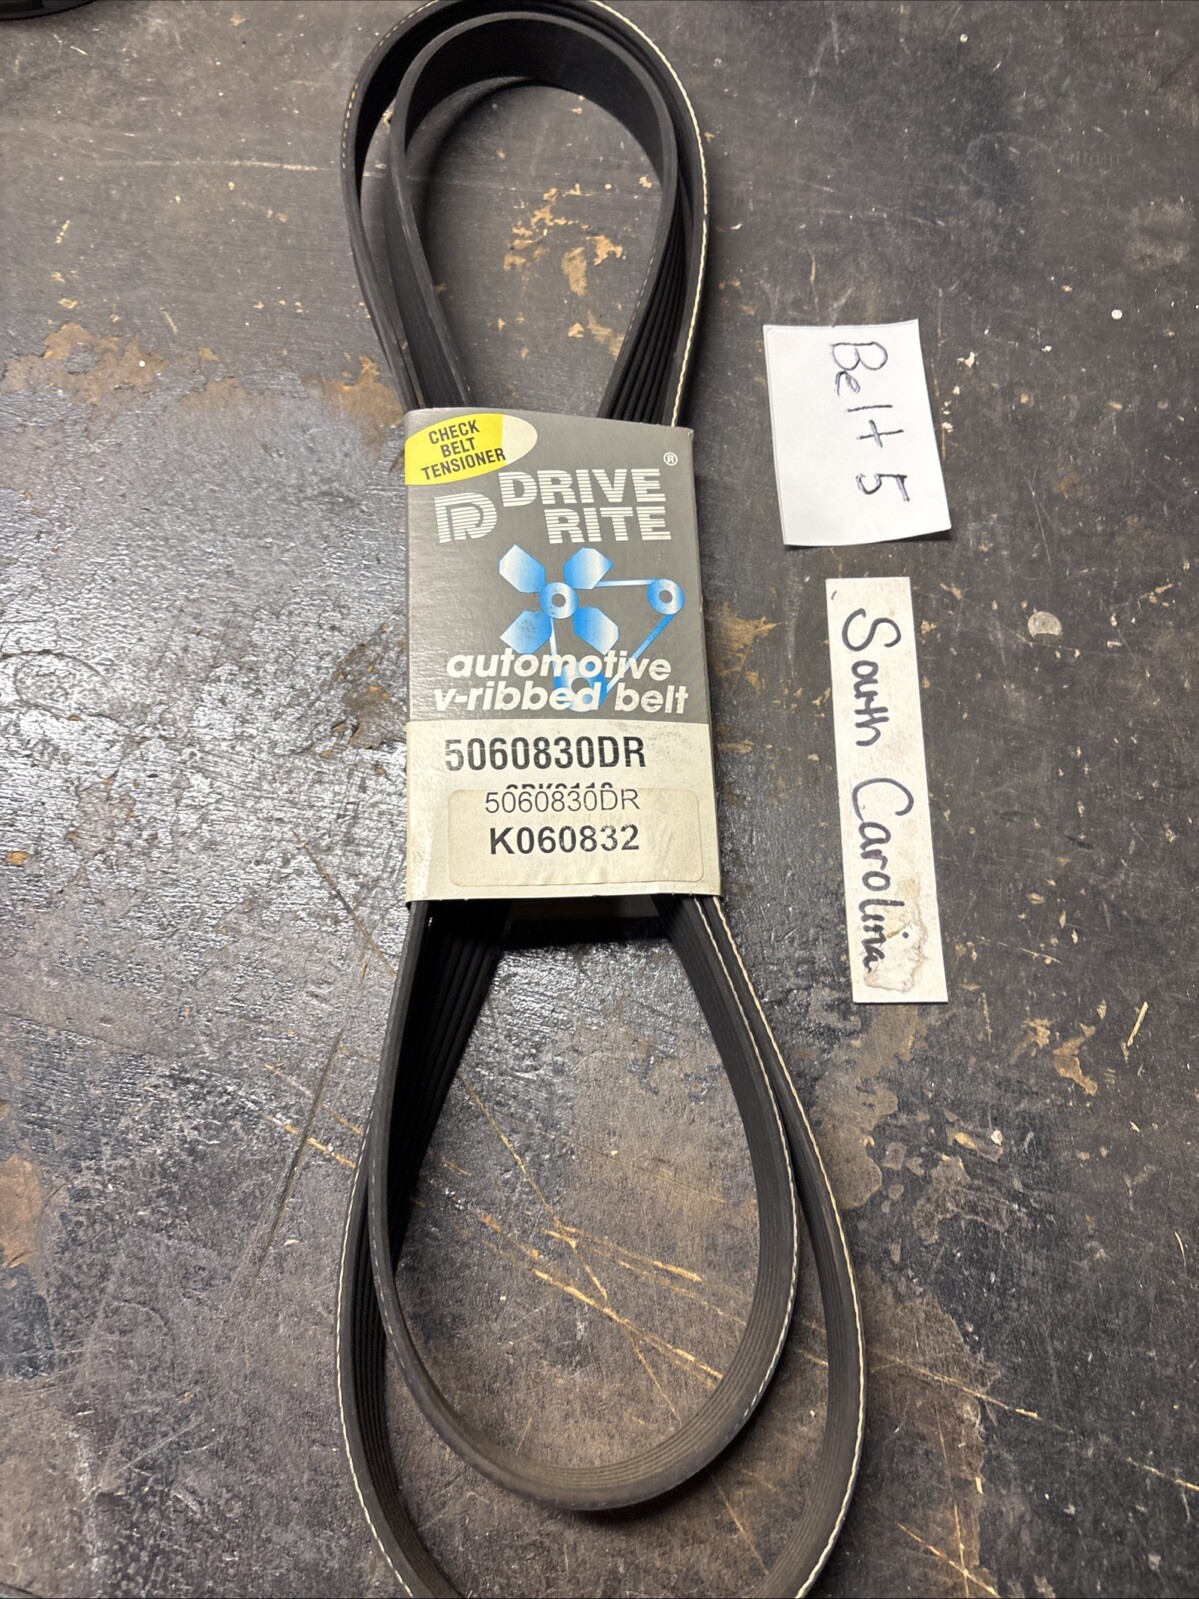 CHECK
BELT
TENSIONER
DRIVE ®
RITE
automotive
v-ribbed belt
5060830DR
5060830DR
K060832
Belt 5
South Carolina